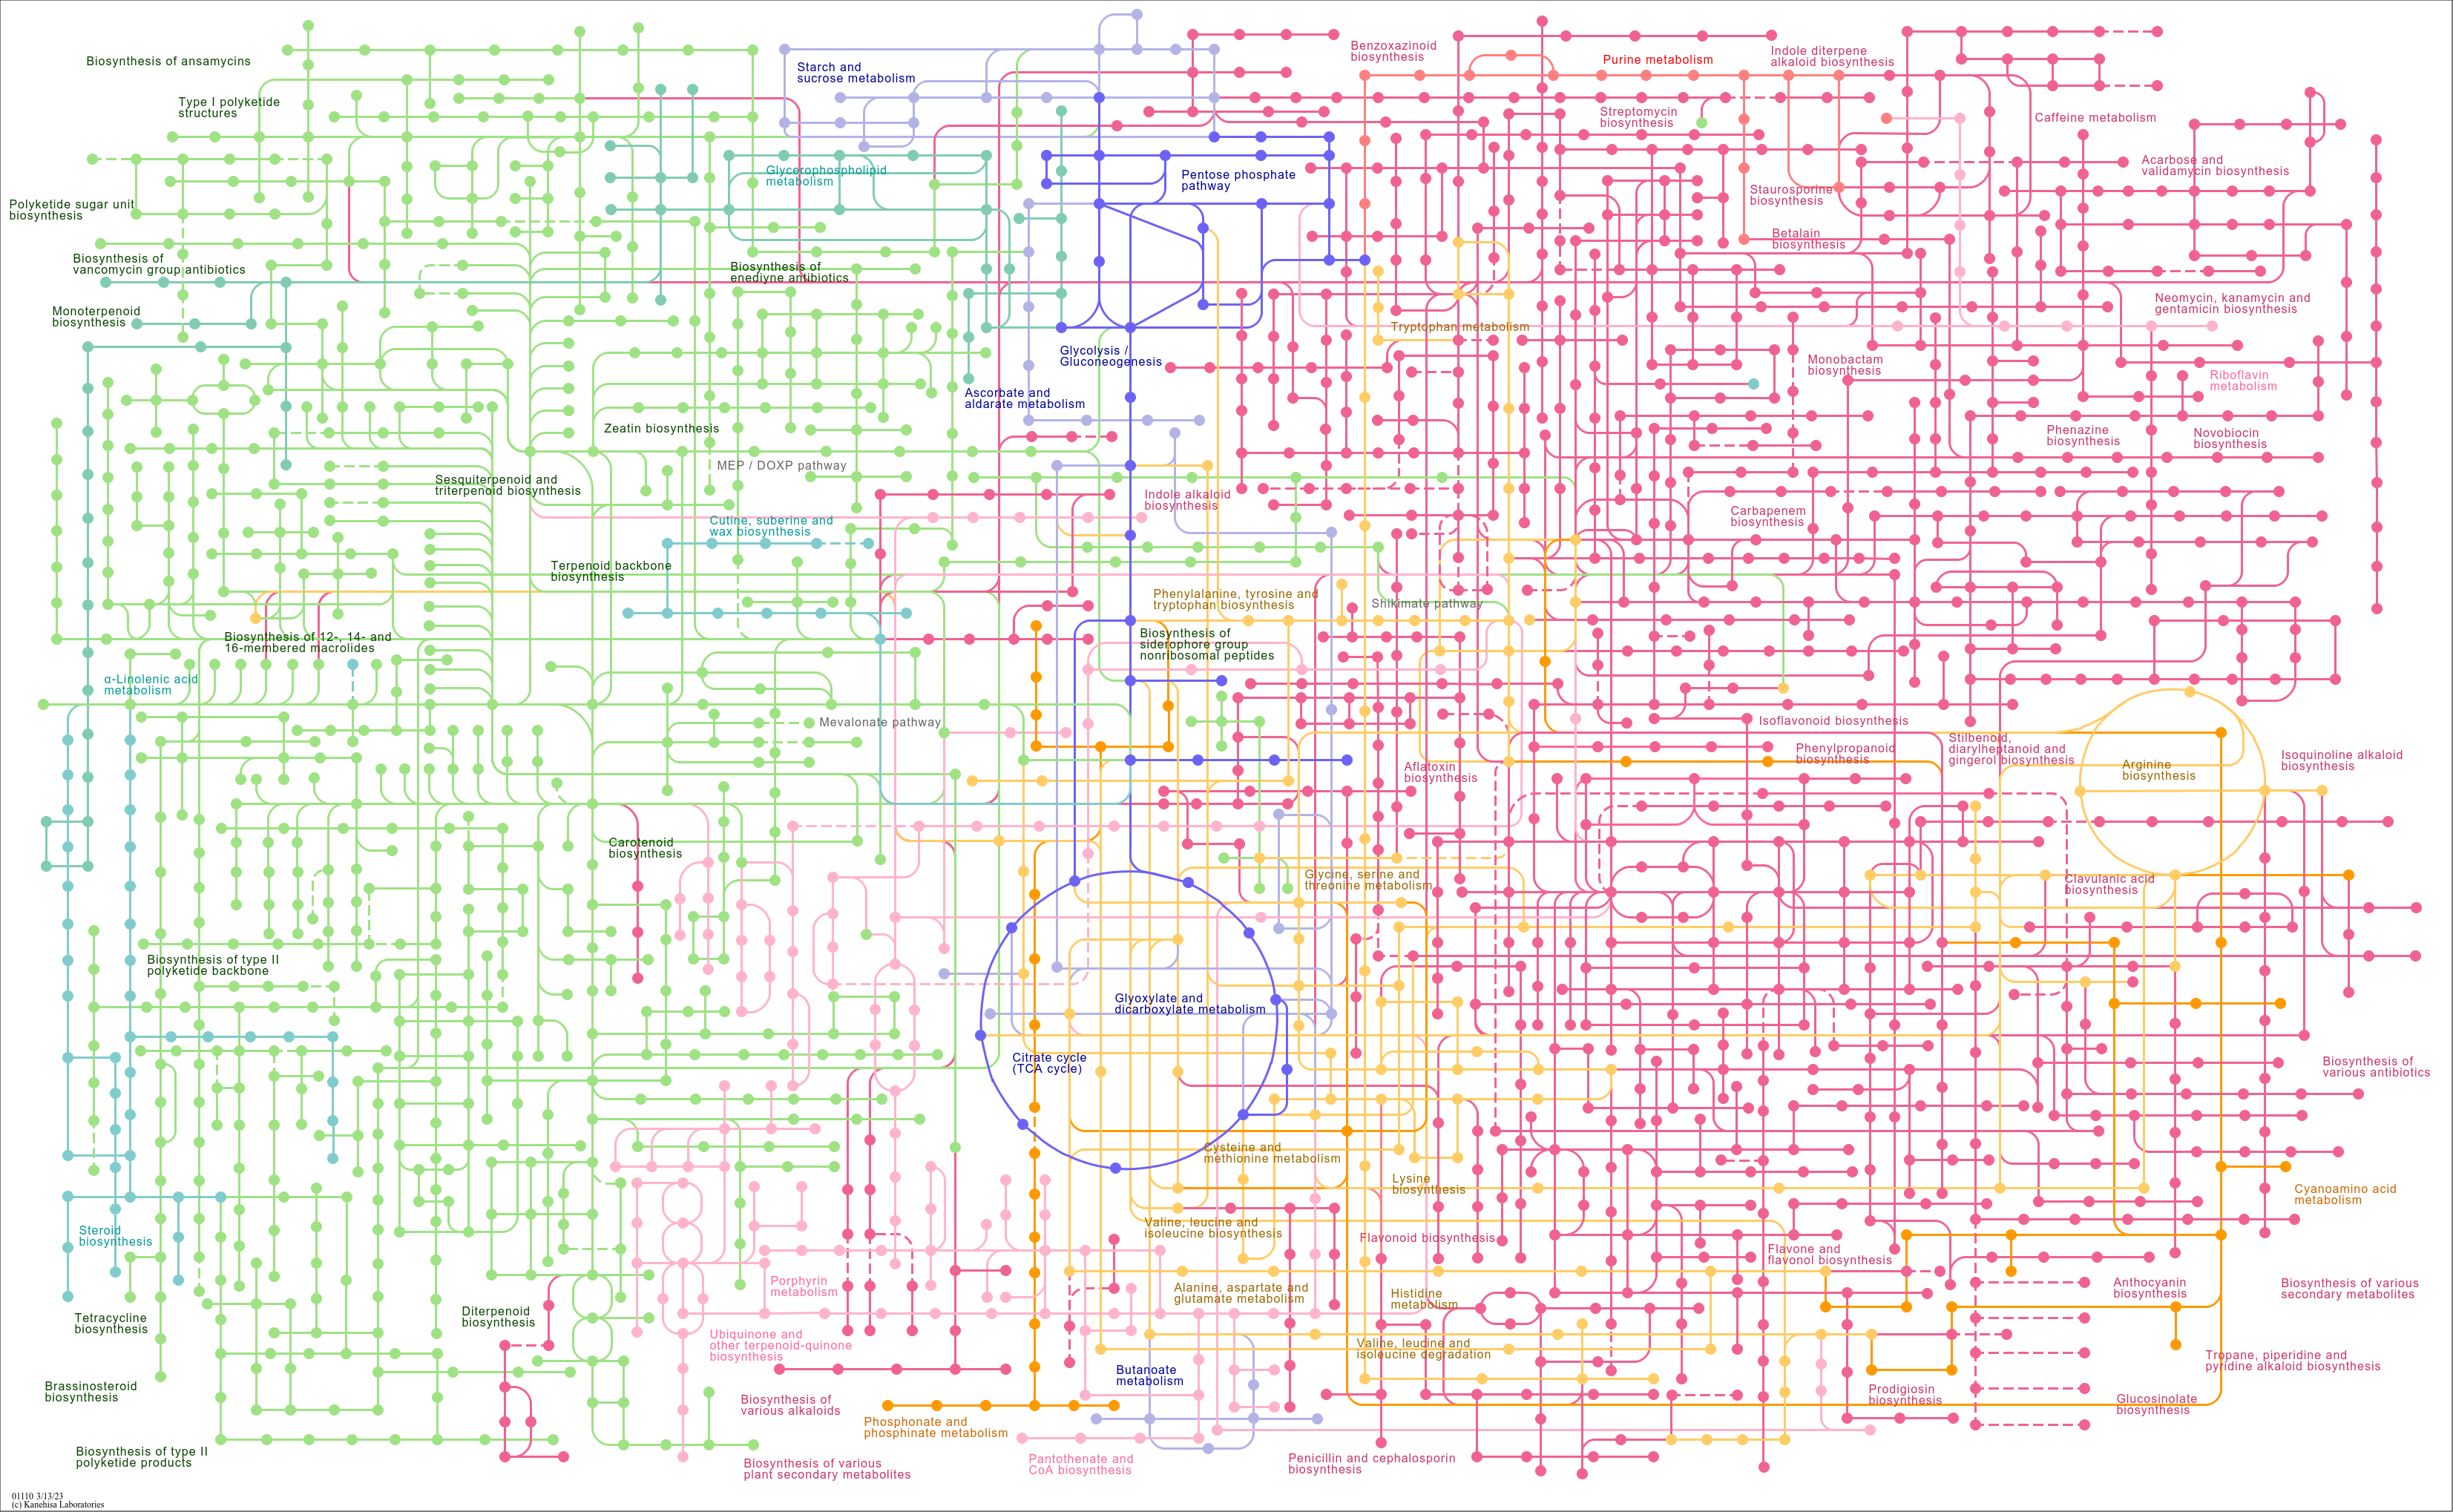 Biosynthesis of ansamycins
Type I polyketide
structures
Polyketide sugar unit
biosynthesis
Biosynthesis of
vancomycin group antibiotics
Monoterpenoid
biosynthesis
Starch and
sucrose metabolism
Glycerophospholipid
metabolism
Biosynthesis of
enediyne antibiotics
Pentose phosphate
pathway
Glycolysis /
Gluconeogenesis
Ascorbate and
aldarate metabolism
Zeatin biosynthesis
MEP / DOXP pathway
Sesquiterpenoid and
triterpenoid biosynthesis
Cutine, suberine and
wax biosynthesis
Terpenoid backbone
biosynthesis
Indole alkaloid
biosynthesis
Benzoxazinoid
biosynthesis
Purine metabolism
Indole diterpene
alkaloid biosynthesis
Streptomycin
biosynthesis
Caffeine metabolism
Acarbose and
validamycin biosynthesis
Staurosporine
biosynthesis
Betalain
biosynthesis
Neomycin, kanamycin and
gentamicin biosynthesis
Tryptophan metabolism
Monobactam
biosynthesis
Riboflavin
metabolism
Phenazine
biosynthesis
Novobiocin
biosynthesis
Carbapenem
biosynthesis
Phenylalanine, tyrosine and
tryptophan biosynthesis
Shikimate pathway
Biosynthesis of
siderophore group
nonribosomal peptides
Biosynthesis of 12-, 14- and
16-membered macrolides
α-Linolenic acid
metabolism
Mevalonate pathway
Isoflavonoid biosynthesis
Phenylpropanoid
biosynthesis
Stilbenoid,
diarylheptanoid and
gingerol biosynthesis
Arginine
biosynthesis
Isoquinoline alkaloid
biosynthesis
Aflatoxin
biosynthesis
Carotenoid
biosynthesis
Glycine, serine and
threonine metabolism
Clavulanic acid
biosynthesis
Biosynthesis of type II
polyketide backbone
Glyoxylate and
dicarboxylate metabolism
Citrate cycle
(TCA cycle)
Biosynthesis of
various antibiotics
Cysteine and
methionine metabolism
Lysine
biosynthesis
Cyanoamino acid
metabolism
Steroid
biosynthesis
Valine, leucine and
isoleucine biosynthesis
Flavonoid biosynthesis
Flavone and
flavonol biosynthesis
Porphyrin
metabolism
Alanine, aspartate and
glutamate metabolism
Histidine
metabolism
Anthocyanin
biosynthesis
Biosynthesis of various
secondary metabolites
Tetracycline
biosynthesis
Diterpenoid
biosynthesis
Ubiquinone and
other terpenoid-quinone
biosynthesis
Valine, leucine and
isoleucine degradation
Tropane, piperidine and
pyridine alkaloid biosynthesis
Butanoate
metabolism
Brassinosteroid
biosynthesis
Prodigiosin
biosynthesis
Glucosinolate
biosynthesis
Biosynthesis of
various alkaloids
Phosphonate and
phosphinate metabolism
Biosynthesis of type II
polyketide products
Biosynthesis of various
plant secondary metabolites
Pantothenate and
CoA biosynthesis
Penicillin and cephalosporin
biosynthesis
01110 3/13/23
(c) Kanehisa Laboratories